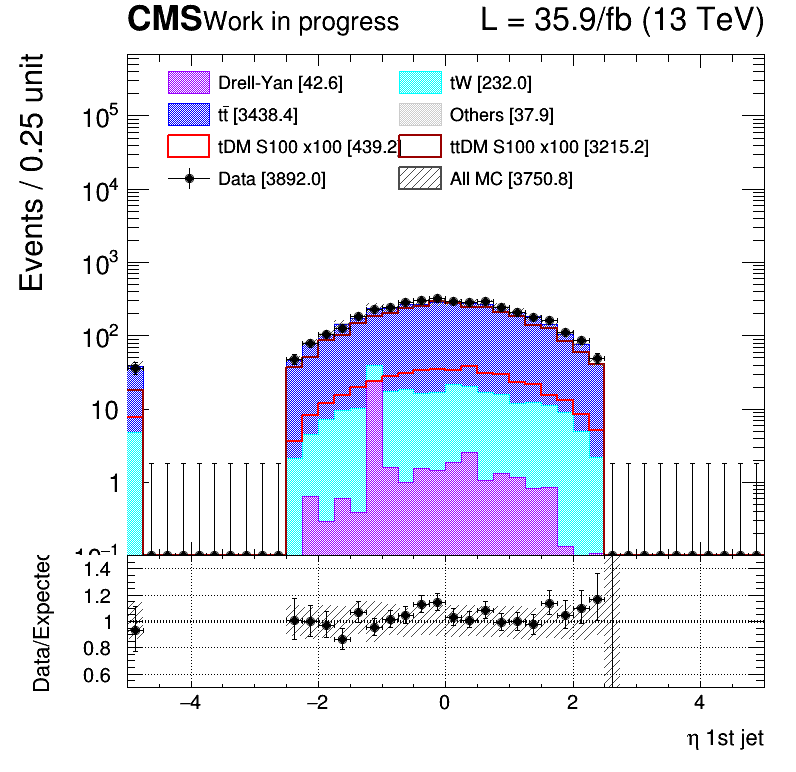 CMS Work in progress L = 35.9/fb (13 TeV)
Events / 0.25 unit
Drell-Yan [42.6] tW [232.0]
tt̄ [3438.4] Others [37.9]
tDM S100 x100 [439.2] ttDM S100 x100 [3215.2]
Data [3892.0] All MC [3750.8]
10⁵
10⁴
10³
10²
10
1
10⁻¹
Data/Expected
1.4
1.2
1
0.8
0.6
−4 −2 0 2 4
η 1st jet